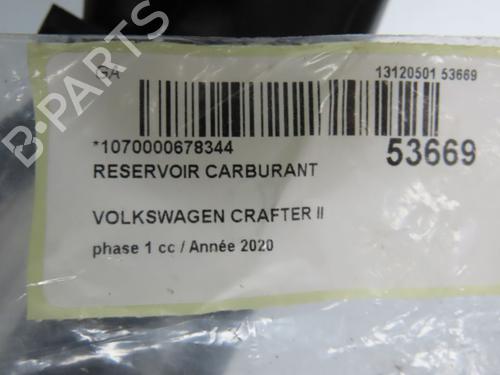 GA 13120501 53669
*1070000678344
53669
RESERVOIR CARBURANT
VOLKSWAGEN CRAFTER II
phase 1 cc / Année 2020
B-PARTS